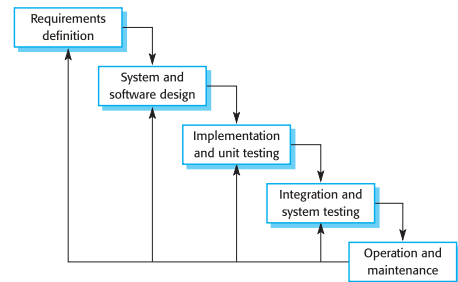 Requirements
definition
System and
software design
Implementation
and unit testing
Integration and
system testing
Operation and
maintenance